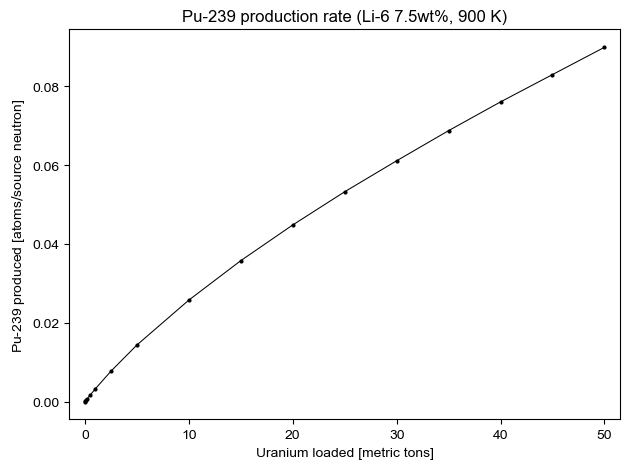 Pu-239 production rate (Li-6 7.5wt%, 900 K)
Pu-239 produced [atoms/source neutron]
0.08
0.06
0.04
0.02
0.00
0 10 20 30 40 50
Uranium loaded [metric tons]